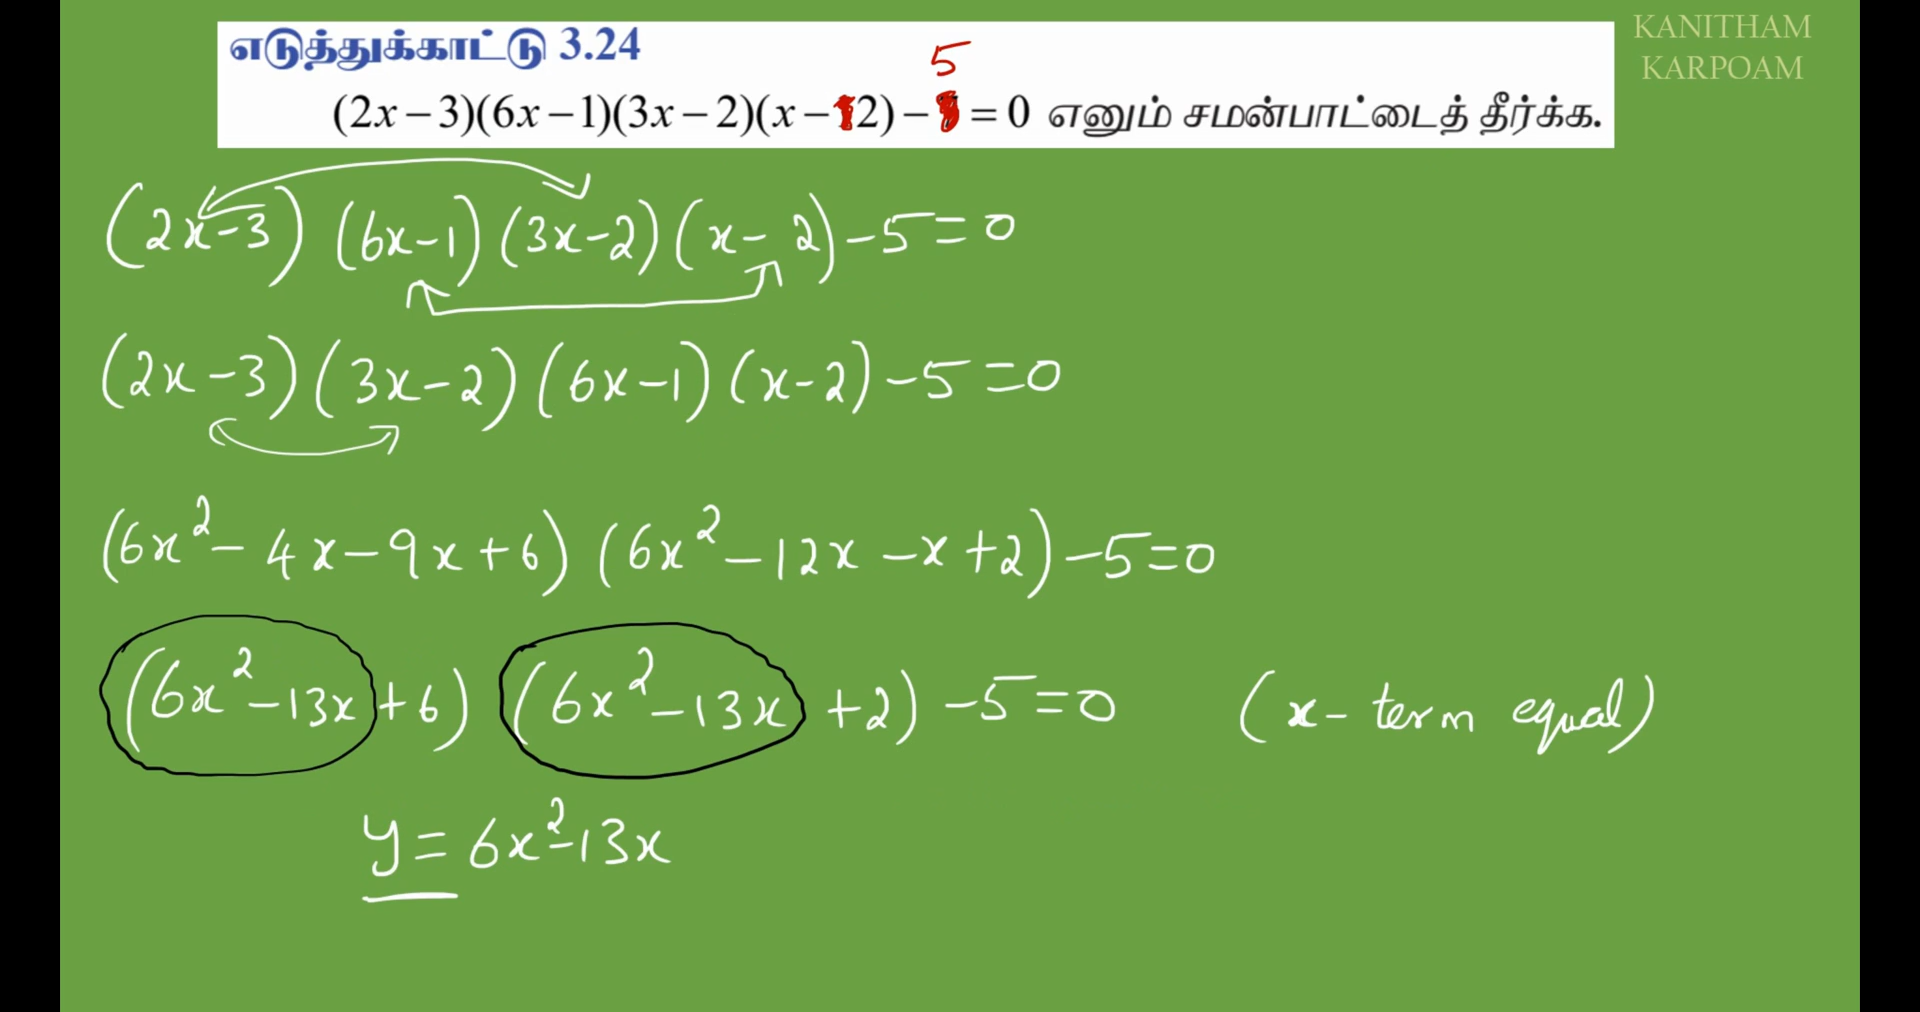 KANITHAM
KARPOAM
எடுத்துக்காட்டு 3.24
5
(2x – 3)(6x – 1)(3x – 2)(x – 2) – = 0 எனும் சமன்பாட்டைத் தீர்க்க.
(2x-3) (6x-1) (3x-2) (x-2) -5=0
(2x-3) (3x-2) (6x-1) (x-2) -5=0
(6x²-4x-9x+6) (6x²-12x-x+2) -5=0
(6x²-13x+6) (6x²-13x+2) -5=0 (x-term equal)
y= 6x²-13x